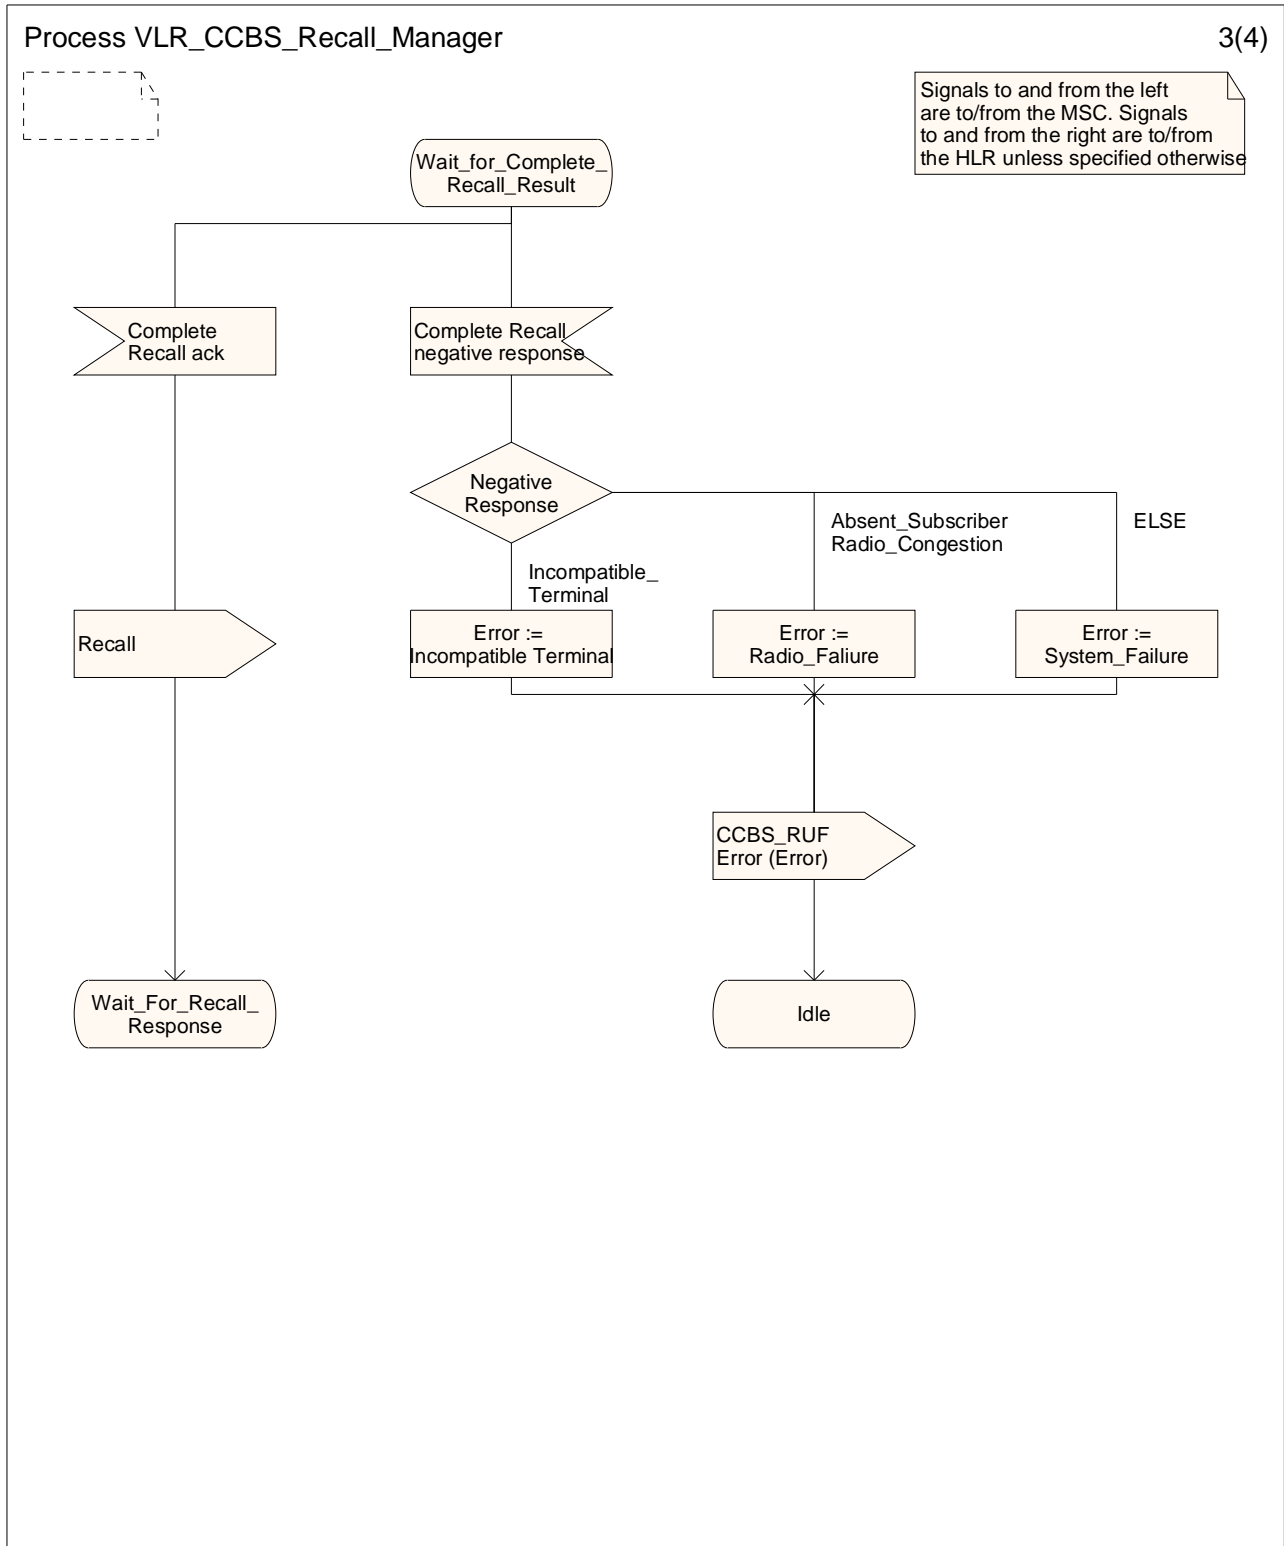 Process VLR_CCBS_Recall_Manager
3(4)
Signals to and from the left
are to/from the MSC. Signals
to and from the right are to/from
the HLR unless specified otherwise
Wait_for_Complete_
Recall_Result
Complete
Recall ack
Complete Recall
negative response
Negative
Response
Absent_Subscriber
Radio_Congestion
ELSE
Incompatible_
Terminal
Recall
Error :=
Incompatible Terminal
Error :=
Radio_Faliure
Error :=
System_Failure
CCBS_RUF
Error (Error)
Wait_For_Recall_
Response
Idle